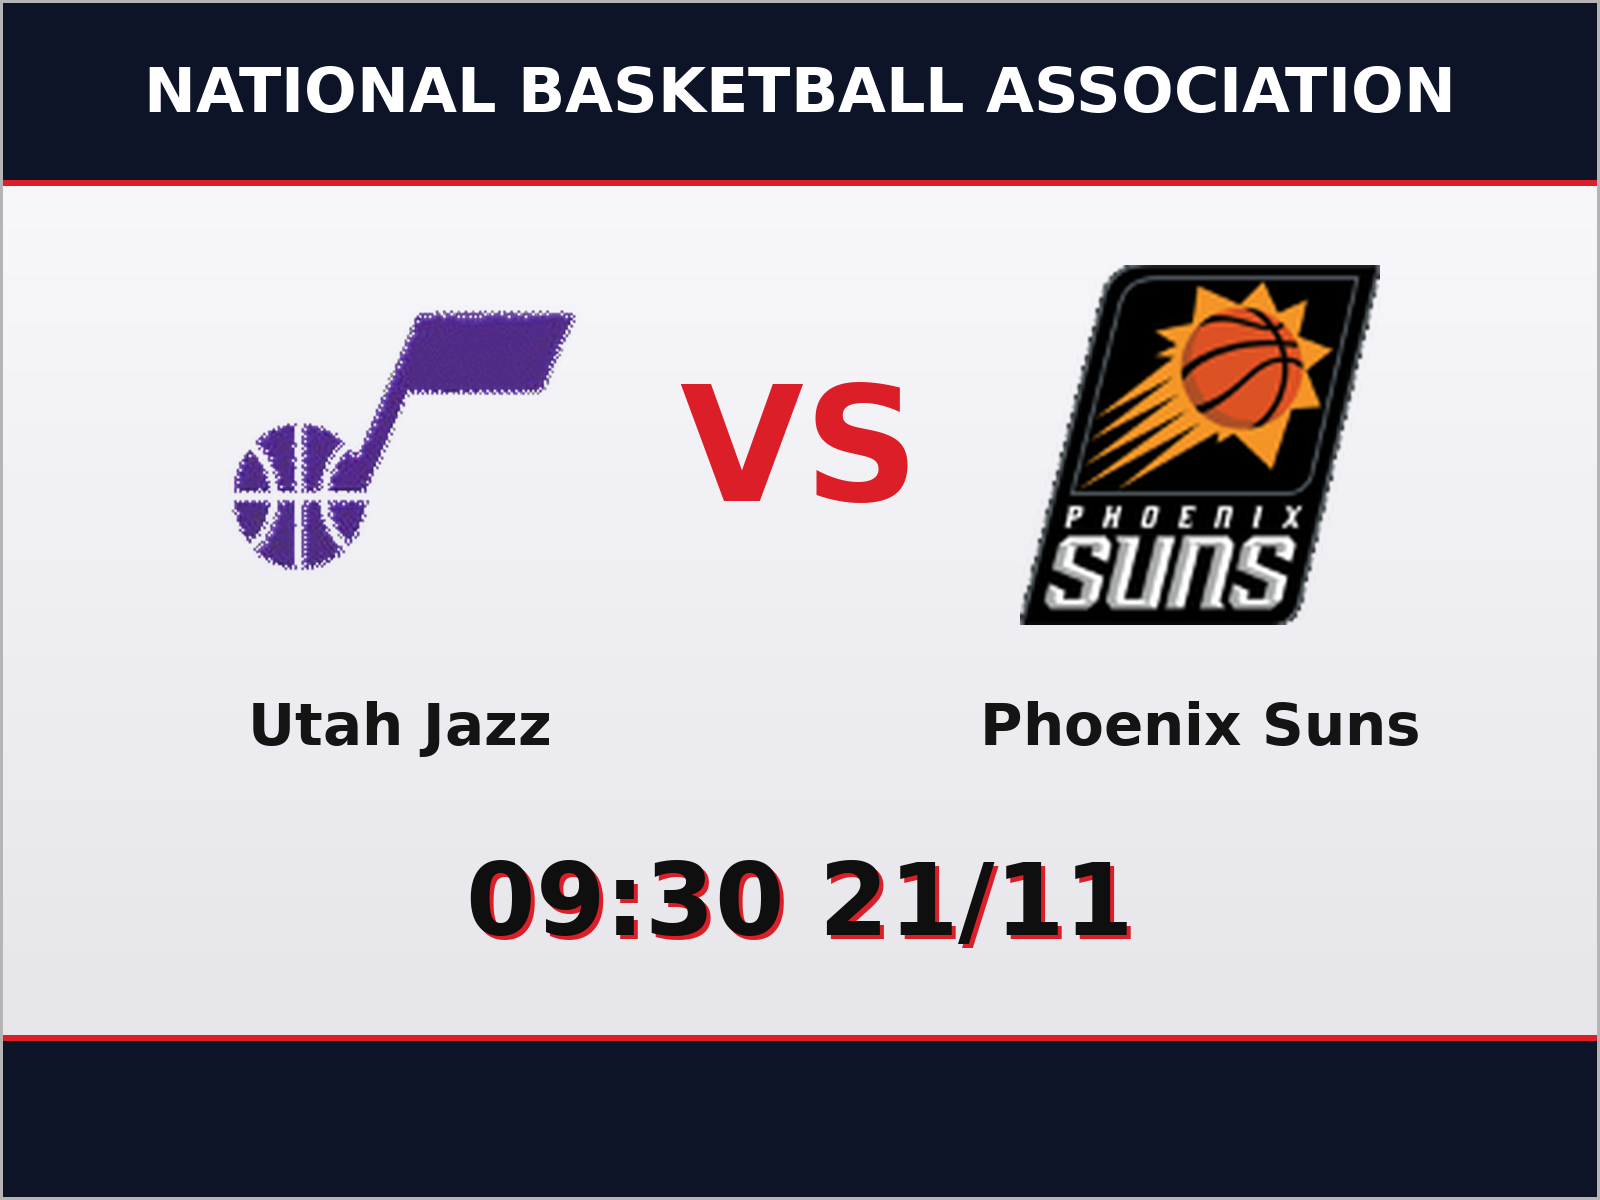 NATIONAL BASKETBALL ASSOCIATION
VS
PHOENIX
SUNS
Utah Jazz
Phoenix Suns
09:30 21/11